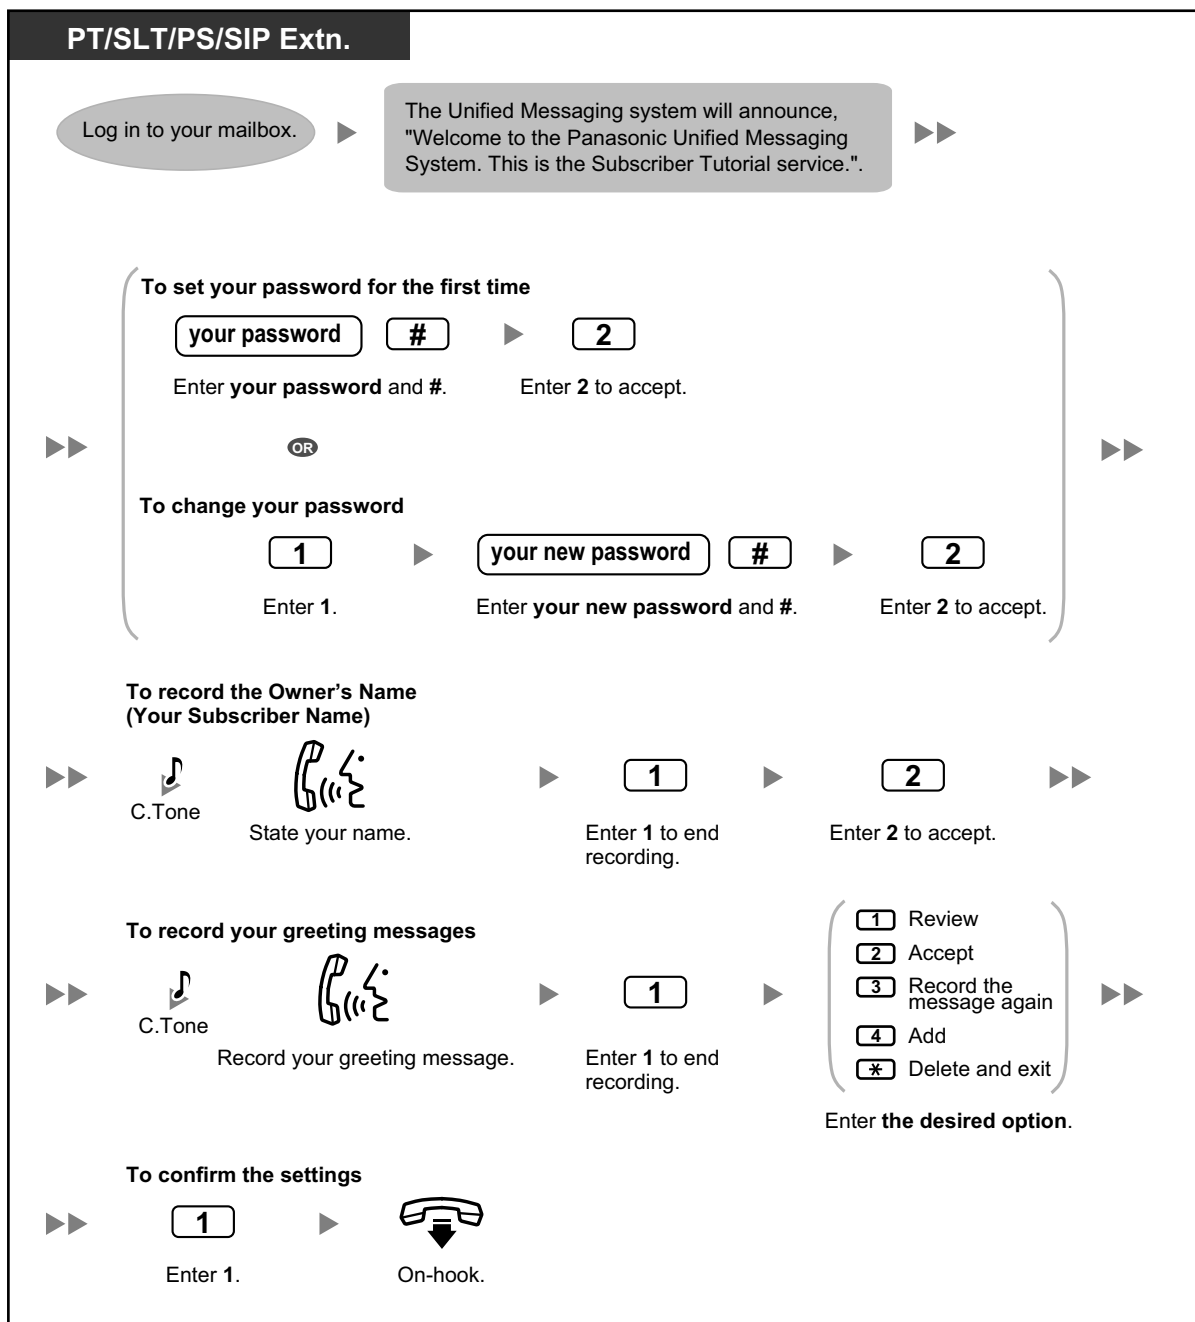 PT/SLT/PS/SIP Extn.
Log in to your mailbox.
The Unified Messaging system will announce,
"Welcome to the Panasonic Unified Messaging
System. This is the Subscriber Tutorial service.".
To set your password for the first time
your password # 2
Enter your password and #. Enter 2 to accept.
OR
To change your password
1 your new password # 2
Enter 1. Enter your new password and #. Enter 2 to accept.
To record the Owner's Name
(Your Subscriber Name)
1 2
C.Tone
State your name. Enter 1 to end Enter 2 to accept.
recording.
To record your greeting messages
1
C.Tone
Record your greeting message. Enter 1 to end
recording.
1 Review
2 Accept
3 Record the
message again
4 Add
* Delete and exit
Enter the desired option.
To confirm the settings
1
Enter 1. On-hook.